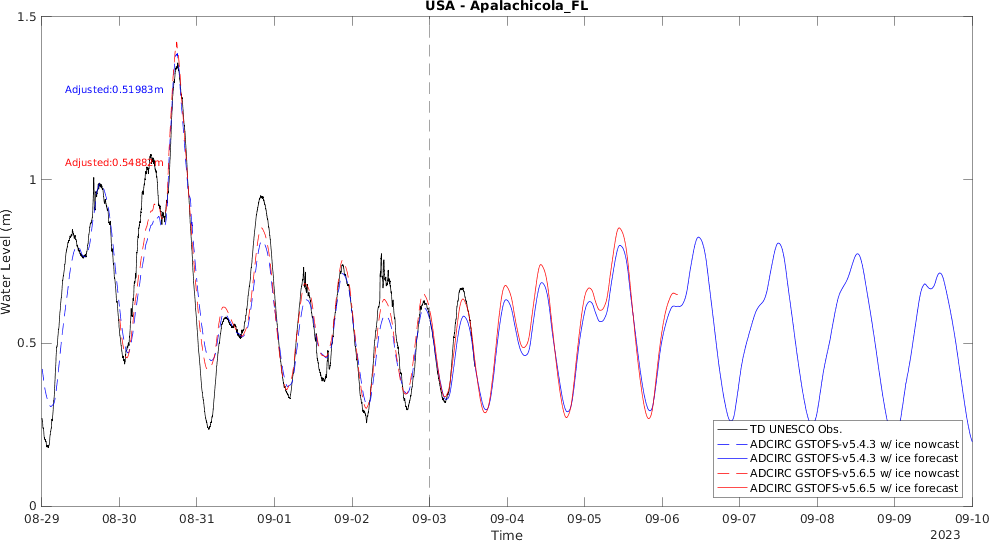 USA - Apalachicola_FL
1.5
Adjusted:0.51983m
Adjusted:0.5488 m
1
Water Level (m)
0.5
TD UNESCO Obs.
ADCIRC GSTOFS-v5.4.3 w/ ice nowcast
ADCIRC GSTOFS-v5.4.3 w/ ice forecast
ADCIRC GSTOFS-v5.6.5 w/ ice nowcast
ADCIRC GSTOFS-v5.6.5 w/ ice forecast
0
08-29 08-30 08-31 09-01 09-02 09-03 09-04 09-05 09-06 09-07 09-08 09-09 09-10
Time
2023